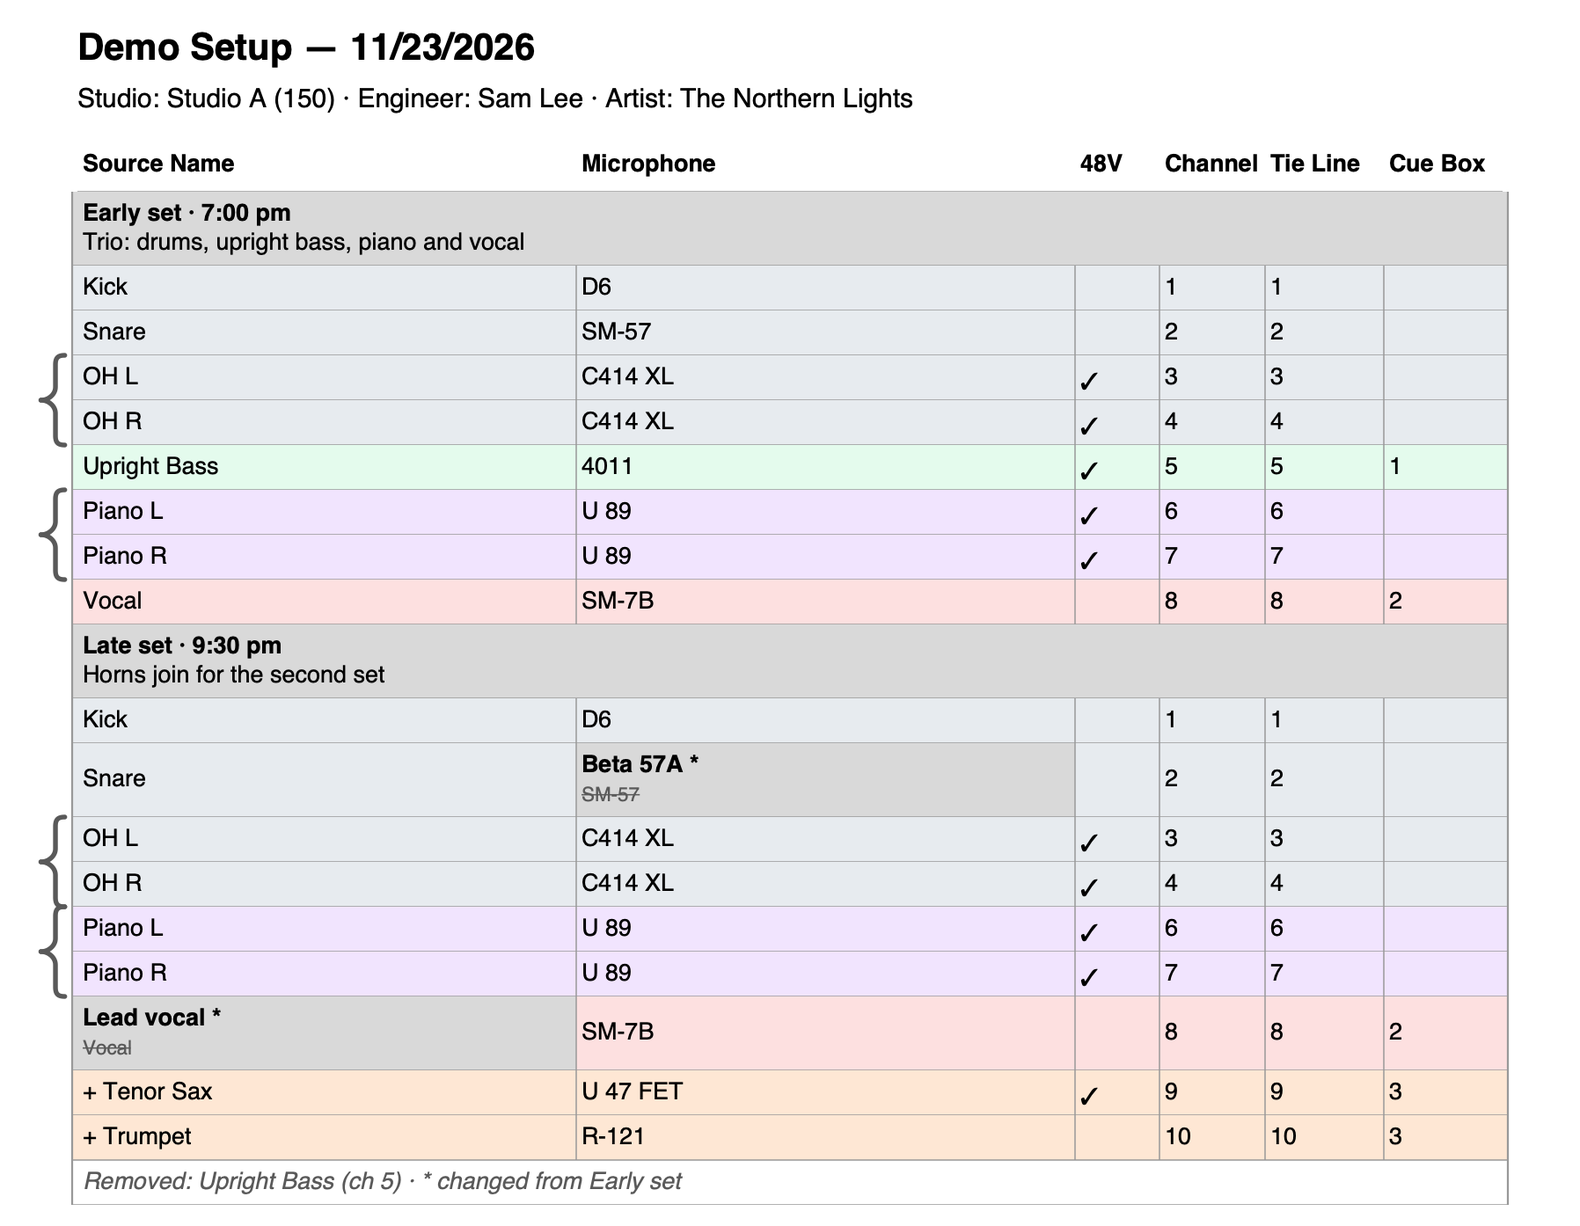 Demo Setup — 11/23/2026
Studio: Studio A (150) · Engineer: Sam Lee · Artist: The Northern Lights
Source Name Microphone 48V Channel Tie Line Cue Box
Early set · 7:00 pm
Trio: drums, upright bass, piano and vocal
Kick D6 1 1
Snare SM-57 2 2
OH L C414 XL ✓ 3 3
OH R C414 XL ✓ 4 4
Upright Bass 4011 ✓ 5 5 1
Piano L U 89 ✓ 6 6
Piano R U 89 ✓ 7 7
Vocal SM-7B 8 8 2
Late set · 9:30 pm
Horns join for the second set
Kick D6 1 1
Snare Beta 57A * 2 2
SM-57
OH L C414 XL ✓ 3 3
OH R C414 XL ✓ 4 4
Piano L U 89 ✓ 6 6
Piano R U 89 ✓ 7 7
Lead vocal * SM-7B 8 8 2
Vocal
+ Tenor Sax U 47 FET ✓ 9 9 3
+ Trumpet R-121 10 10 3
Removed: Upright Bass (ch 5) · * changed from Early set